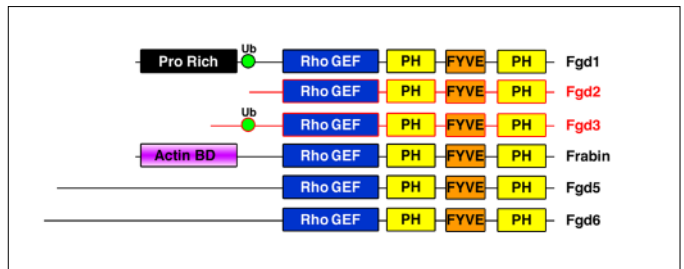 Ub
Pro Rich Rho GEF PH FYVE PH Fgd1
Rho GEF PH FYVE PH Fgd2
Ub
Rho GEF PH FYVE PH Fgd3
Actin BD Rho GEF PH FYVE PH Frabin
Rho GEF PH FYVE PH Fgd5
Rho GEF PH FYVE PH Fgd6